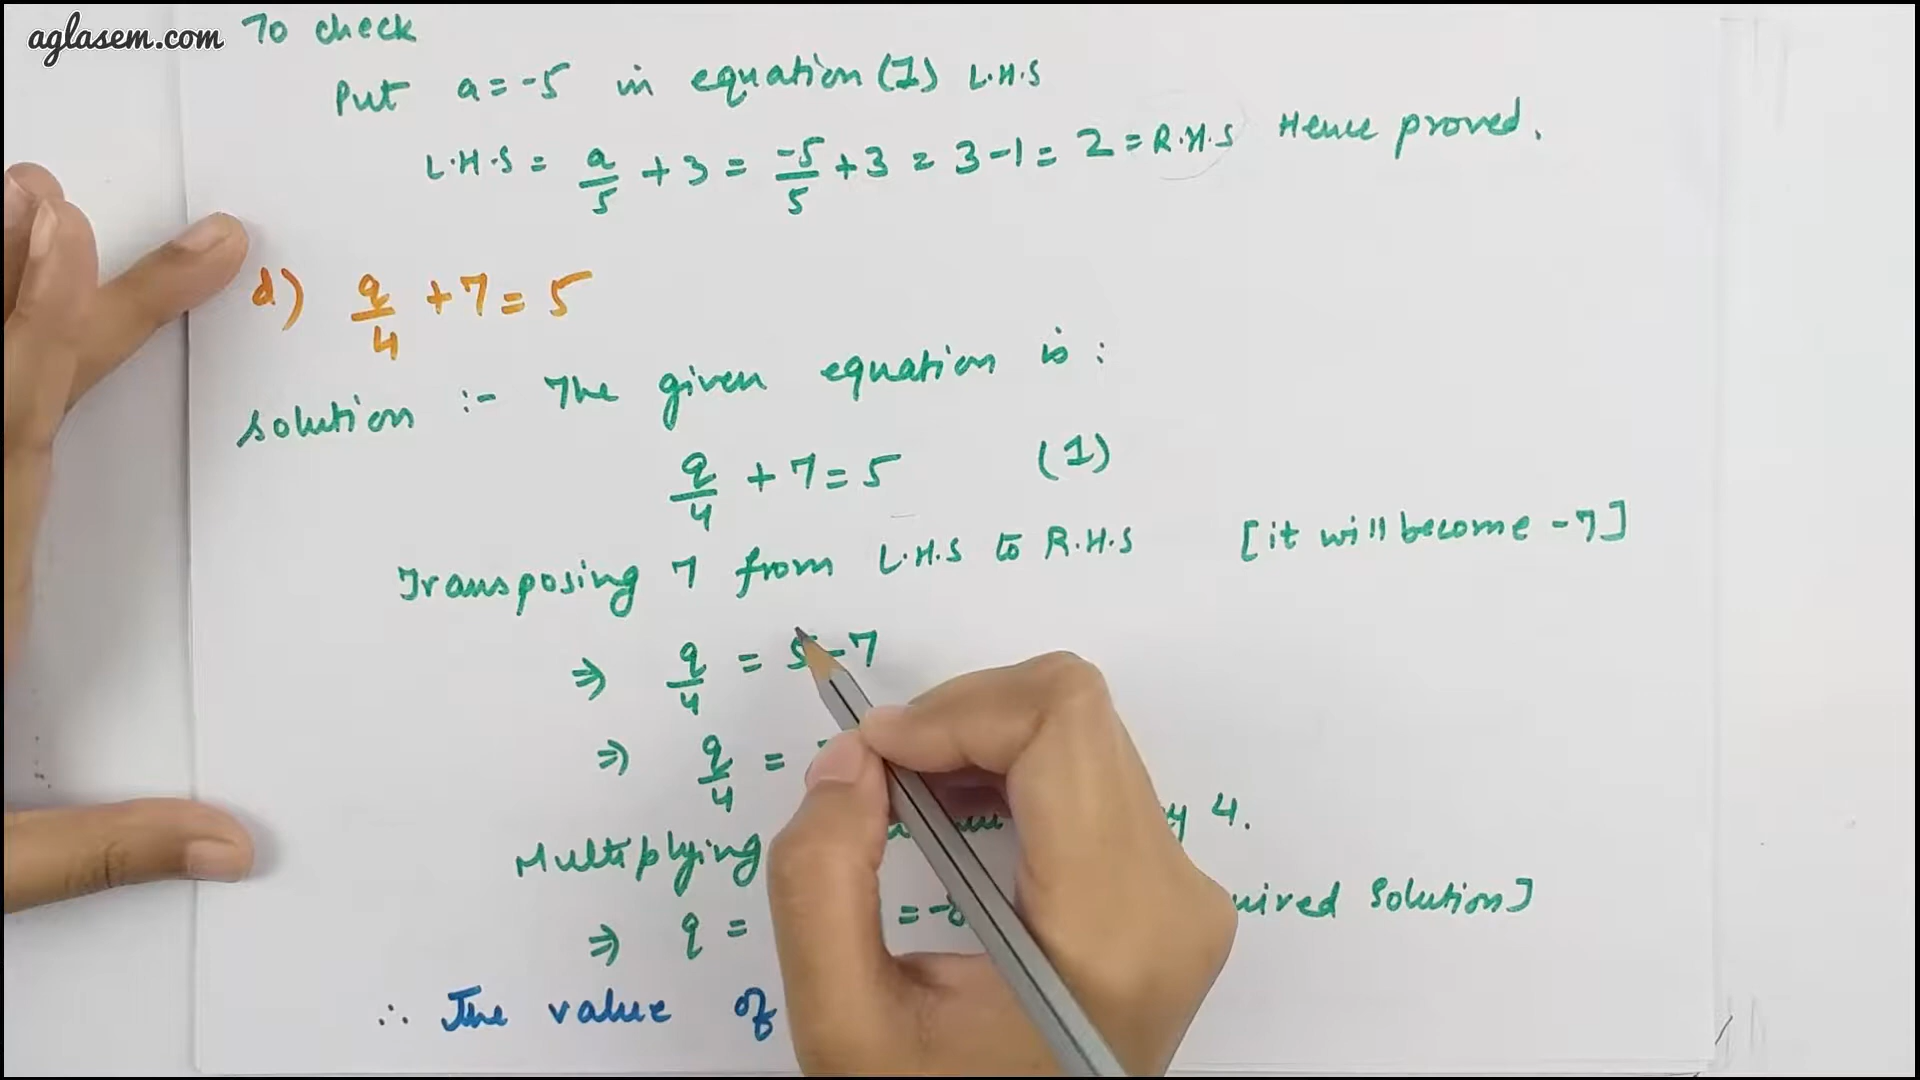 aglasem.com
To check
Put a = -5 in equation (1) L.H.S
L.H.S = a/5 + 3 = -5/5 + 3 = 3 - 1 = 2 = R.H.S Hence proved.
d) q/4 + 7 = 5
Solution :- The given equation is :
q/4 + 7 = 5 (1)
Transposing 7 from L.H.S to R.H.S [it will become -7]
⇒ q/4 = 5 - 7
⇒ q/4 =
Multiplying 4.
⇒ q = = -8 Solution]
∴ The value of